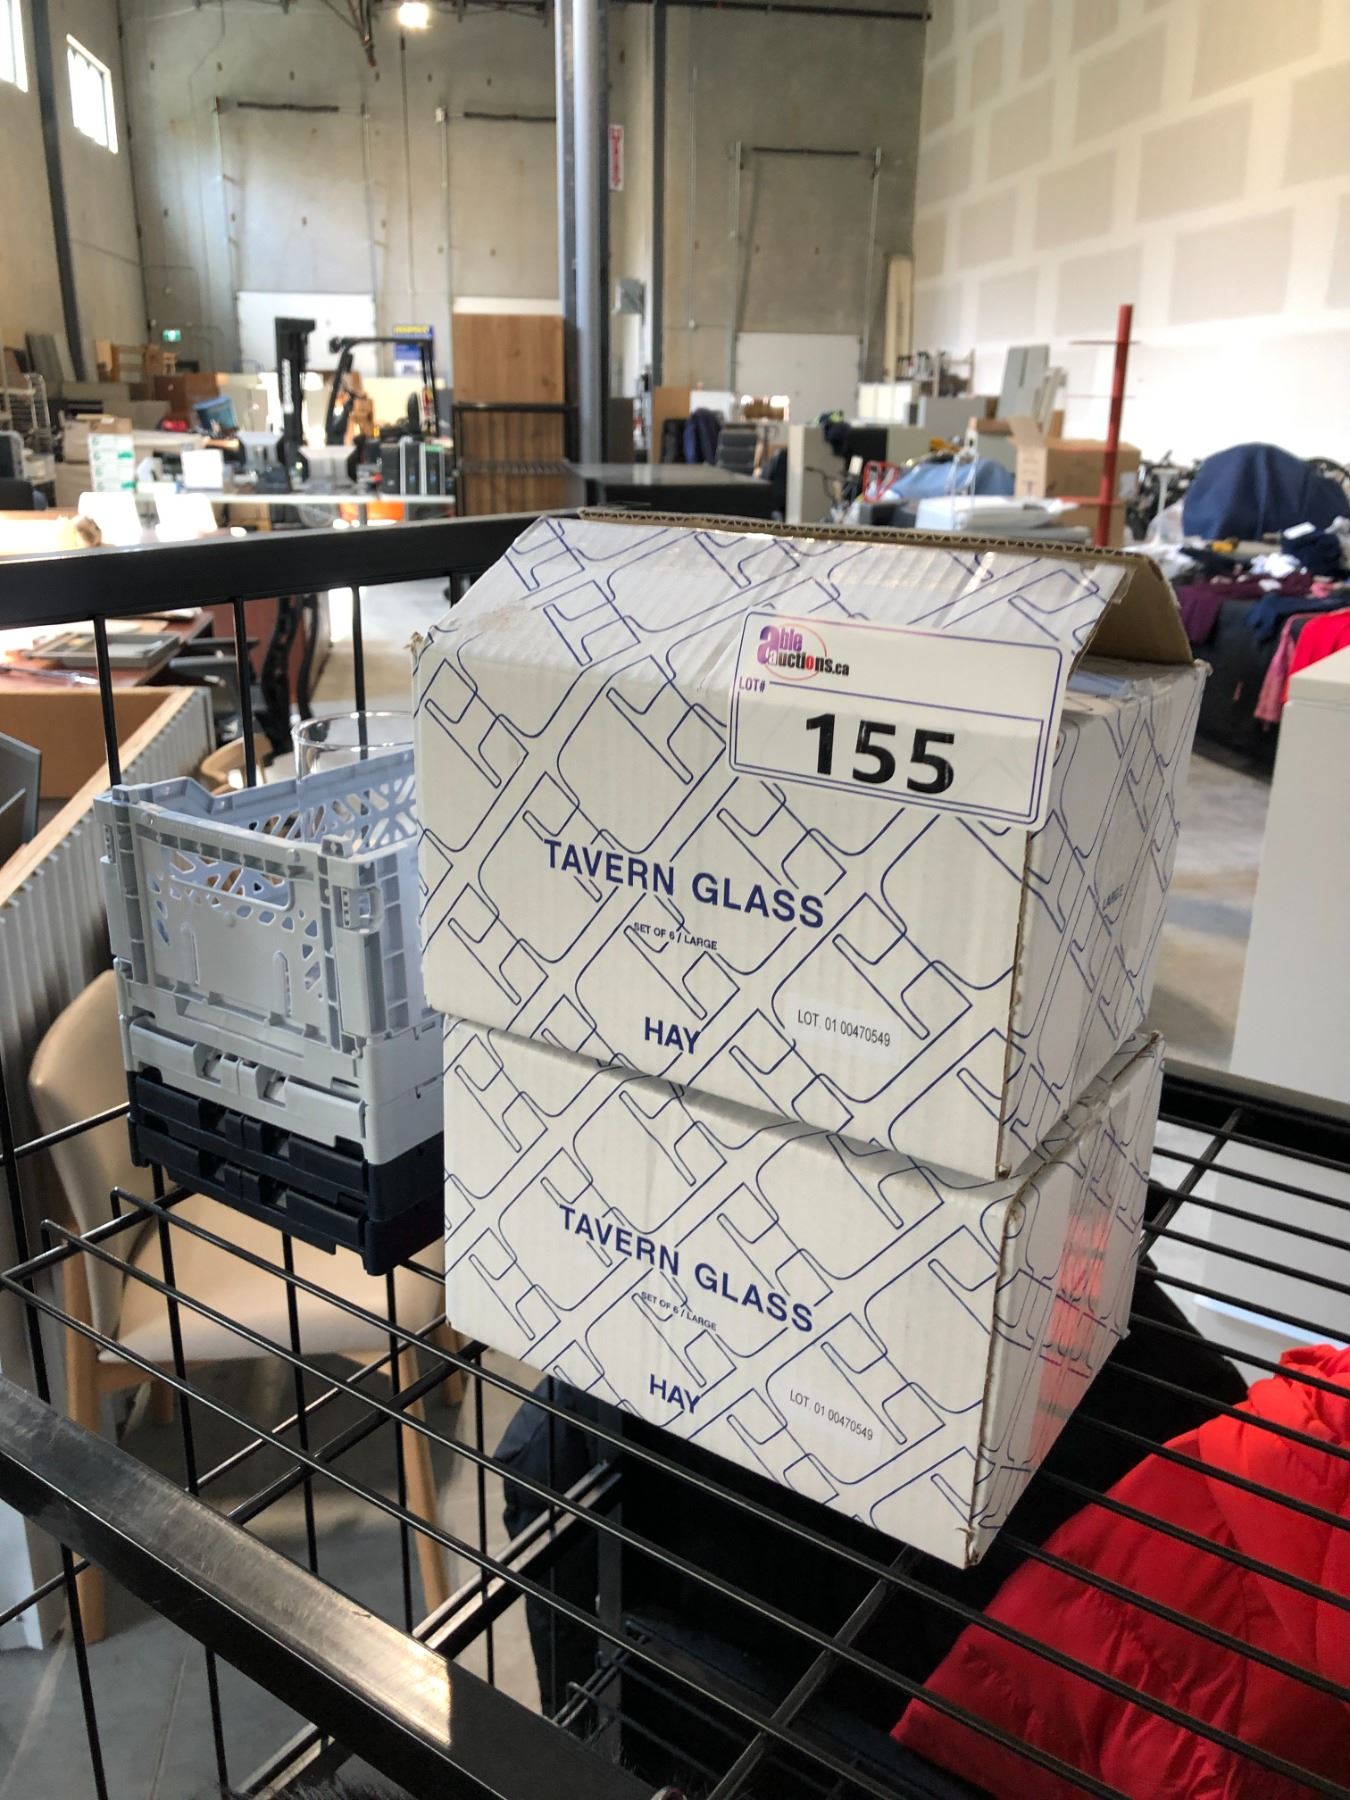 able
auctions.ca
LOT#
155
TAVERN GLASS
SET OF 6 / LARGE
HAY
LOT. 01 00470549
LARGE
TAVERN GLASS
SET OF 6 / LARGE
HAY
LOT. 01 00470549